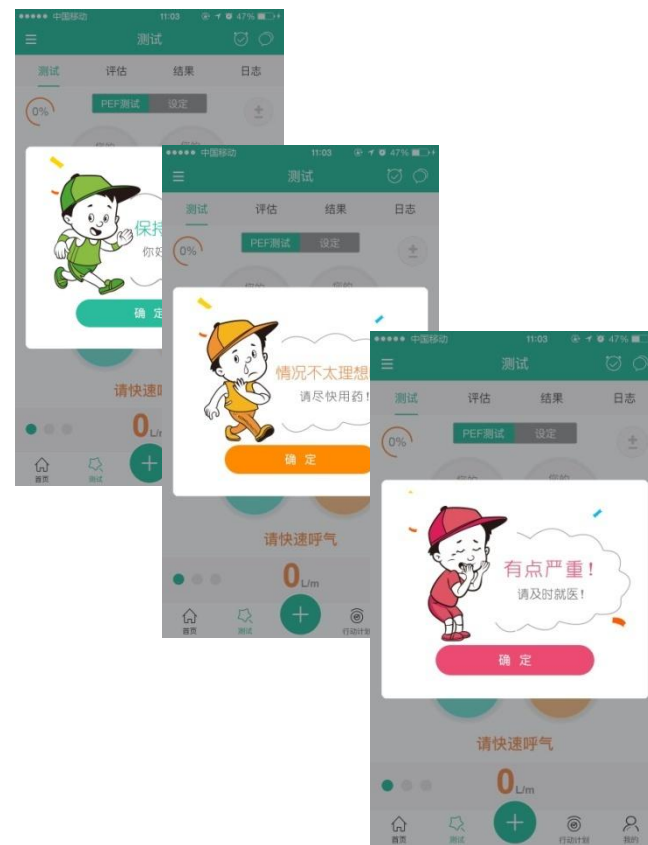 中国移动 11:03 47%
测试
测试 评估 结果 日志
0% PEF测试 设定
保持
你好
确定
请快速呼
0 L/
首页 测试
中国移动 11:03 47%
测试
测试 评估 结果 日志
0% PEF测试 设定
情况不太理想
请尽快用药!
确定
请快速呼气
0 L/m
首页 测试 行动计划
中国移动 11:03 47%
测试
测试 评估 结果 日志
0% PEF测试 设定
有点严重!
请及时就医!
确定
请快速呼气
0 L/m
首页 测试 行动计划 我的